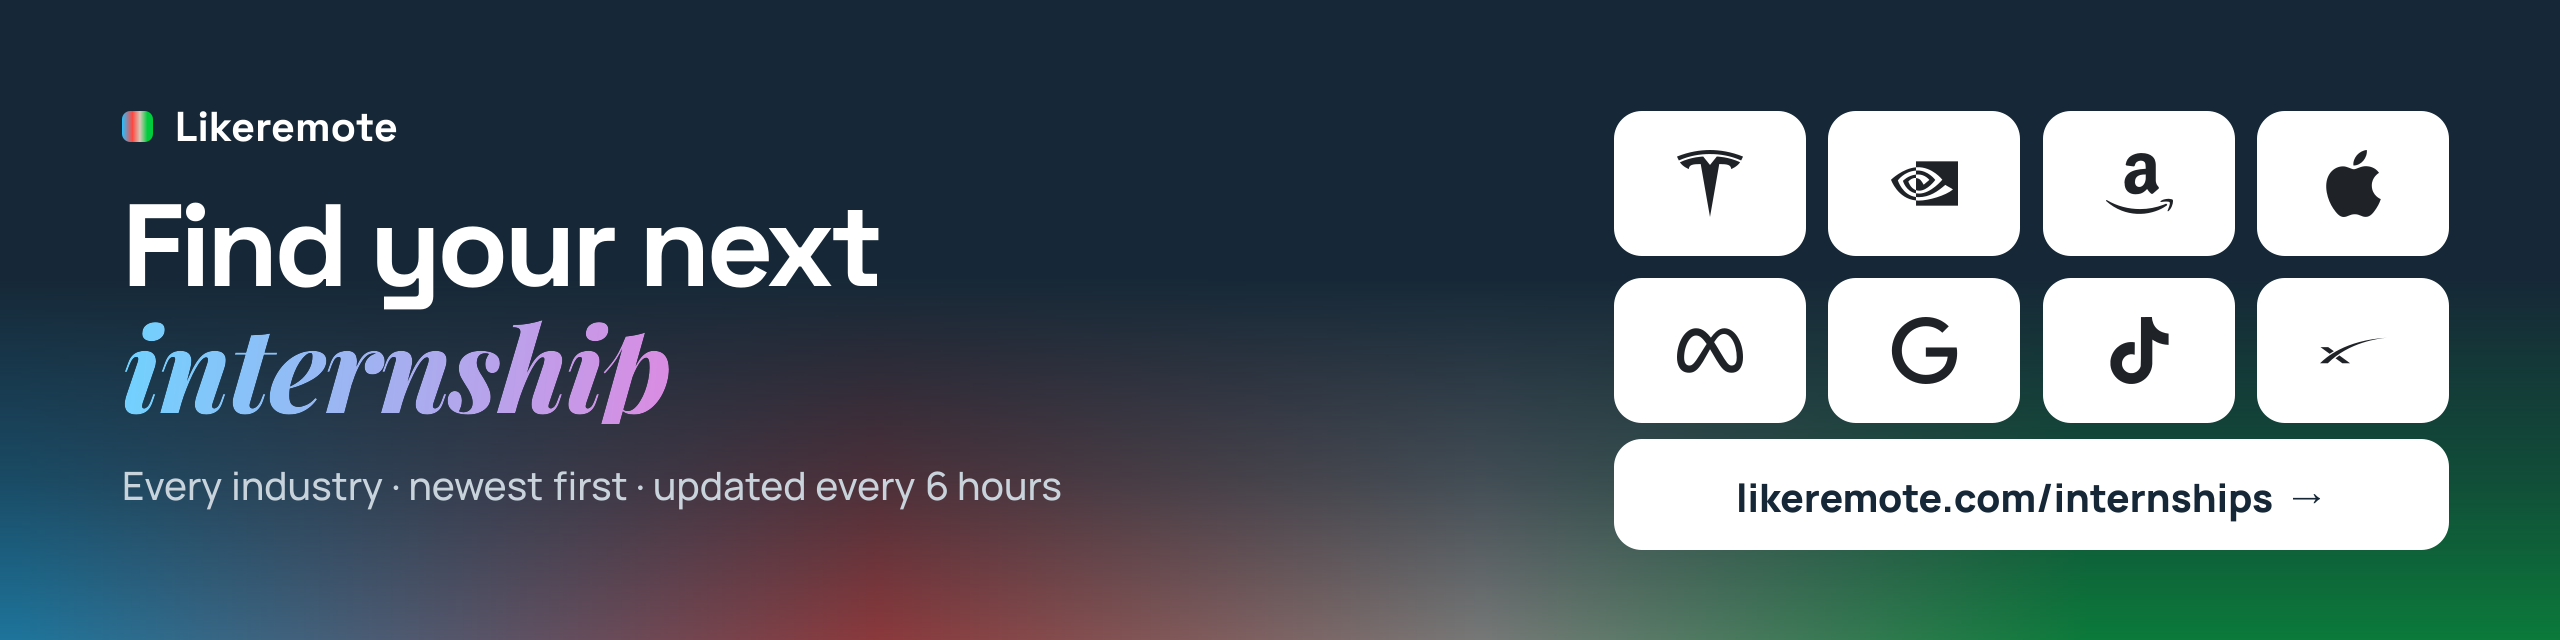 Likeremote
Find your next
internship
Every industry · newest first · updated every 6 hours
likeremote.com/internships →